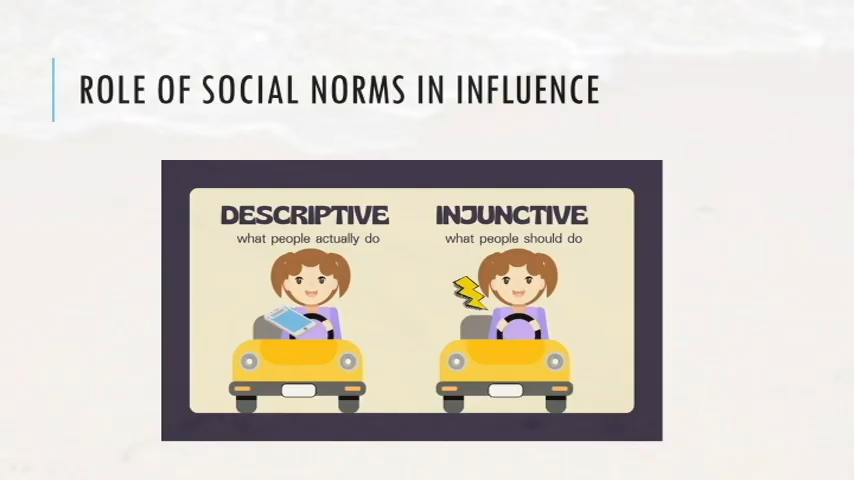 ROLE OF SOCIAL NORMS IN INFLUENCE
DESCRIPTIVE
what people actually do
INJUNCTIVE
what people should do